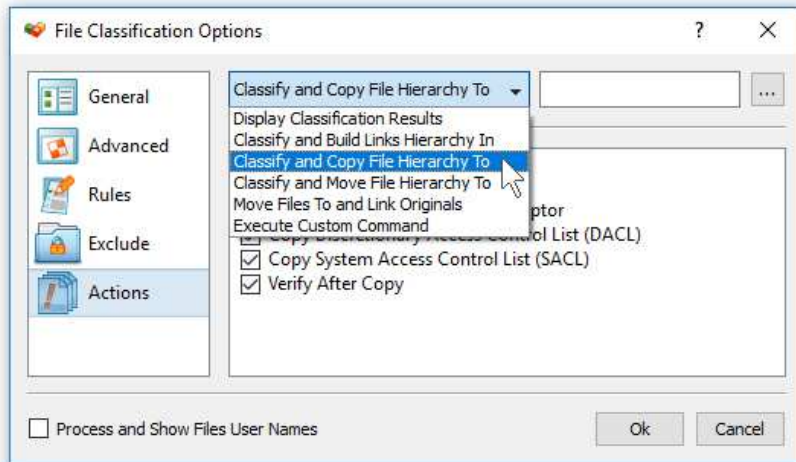 File Classification Options
?
General
Advanced
Rules
Exclude
Actions
Classify and Copy File Hierarchy To
...
Display Classification Results
Classify and Build Links Hierarchy In
Classify and Copy File Hierarchy To
Classify and Move File Hierarchy To
Move Files To and Link Originals
Execute Custom Command
Copy Discretionary Access Control List (DACL)
Copy System Access Control List (SACL)
Verify After Copy
Process and Show Files User Names
Ok
Cancel